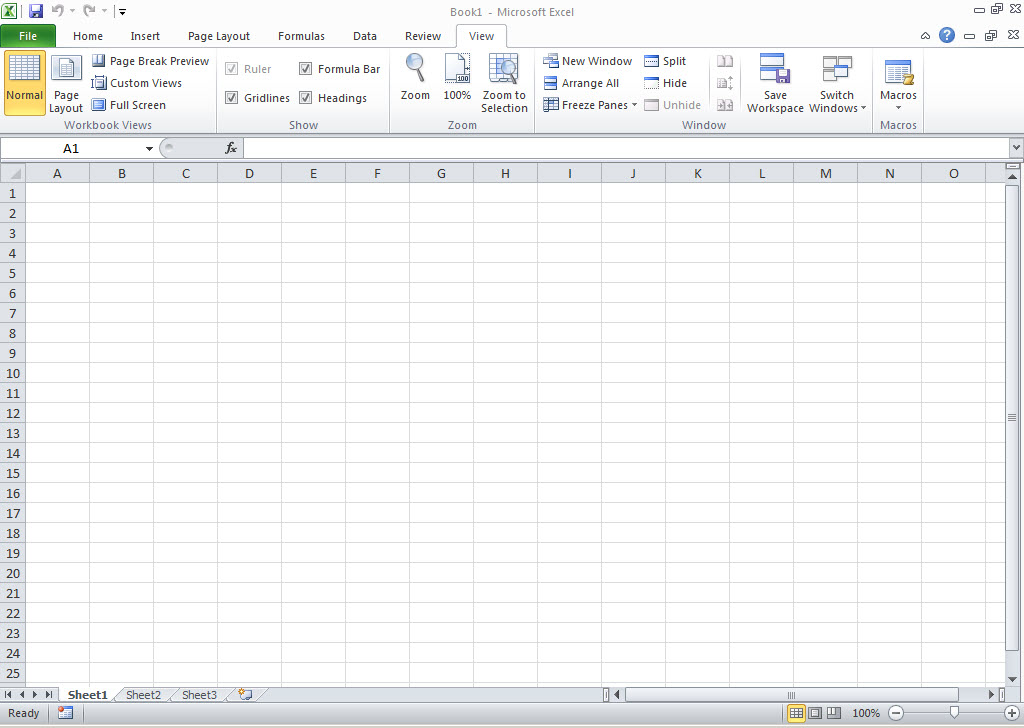 Book1 - Microsoft Excel
File Home Insert Page Layout Formulas Data Review View
Normal
Page Layout
Page Break Preview
Custom Views
Full Screen
Workbook Views
Ruler
Formula Bar
Gridlines
Headings
Show
Zoom
100%
Zoom to Selection
Zoom
New Window
Arrange All
Freeze Panes
Split
Hide
Unhide
Save Workspace
Switch Windows
Window
Macros
Macros
A1
fx
A B C D E F G H I J K L M N O
1
2
3
4
5
6
7
8
9
10
11
12
13
14
15
16
17
18
19
20
21
22
23
24
25
Sheet1 Sheet2 Sheet3
Ready
100%